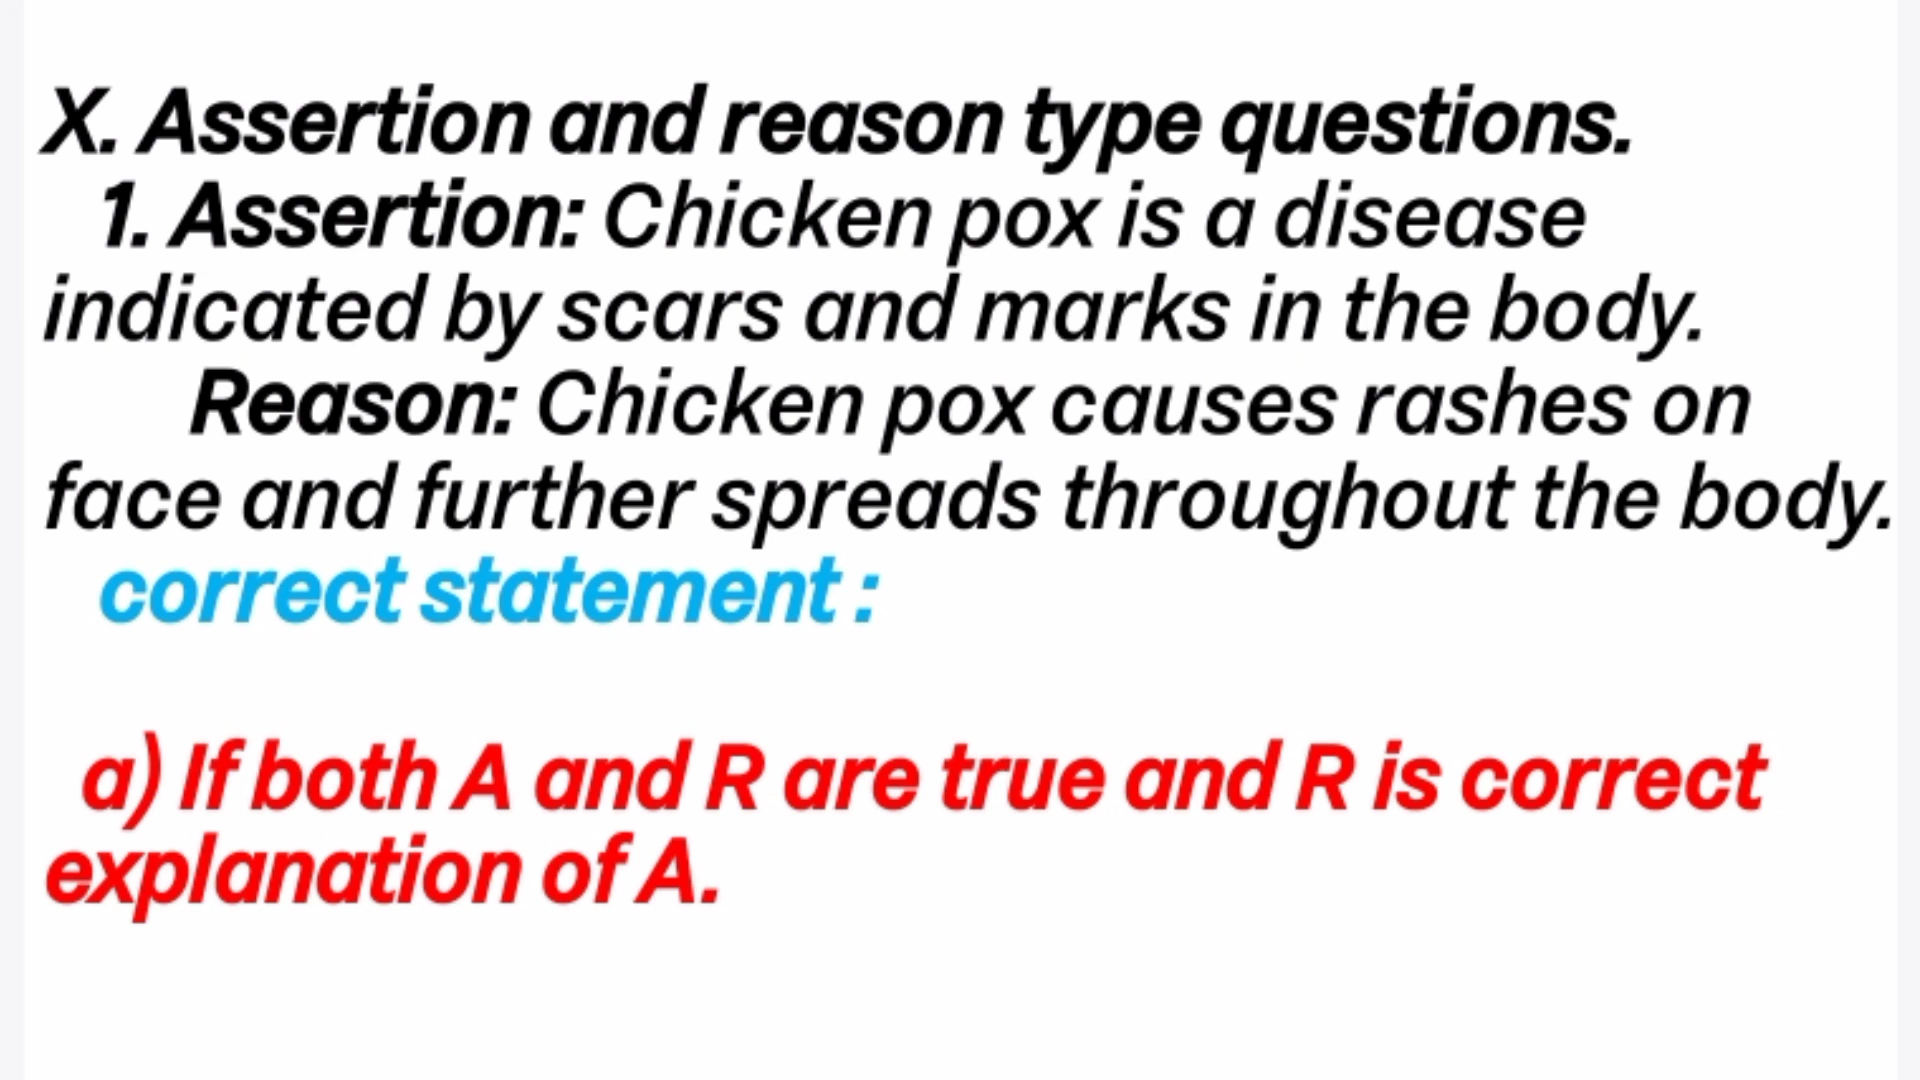 X. Assertion and reason type questions.
1. Assertion: Chicken pox is a disease
indicated by scars and marks in the body.
Reason: Chicken pox causes rashes on
face and further spreads throughout the body.
correct statement :
a) If both A and R are true and R is correct
explanation of A.